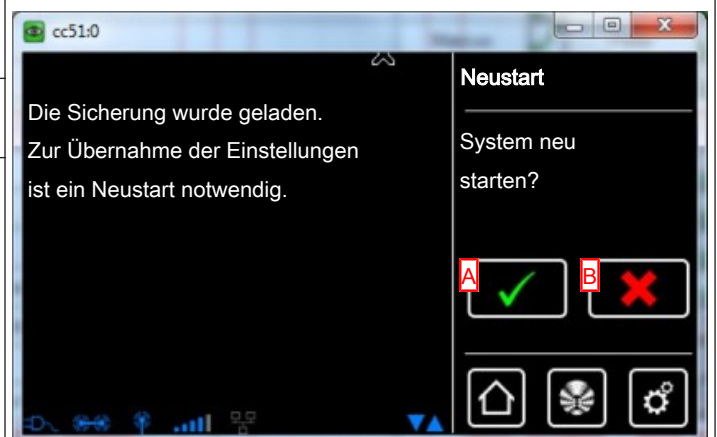 cc51:0
Die Sicherung wurde geladen.
Zur Übernahme der Einstellungen
ist ein Neustart notwendig.
Neustart
System neu
starten?
A
B